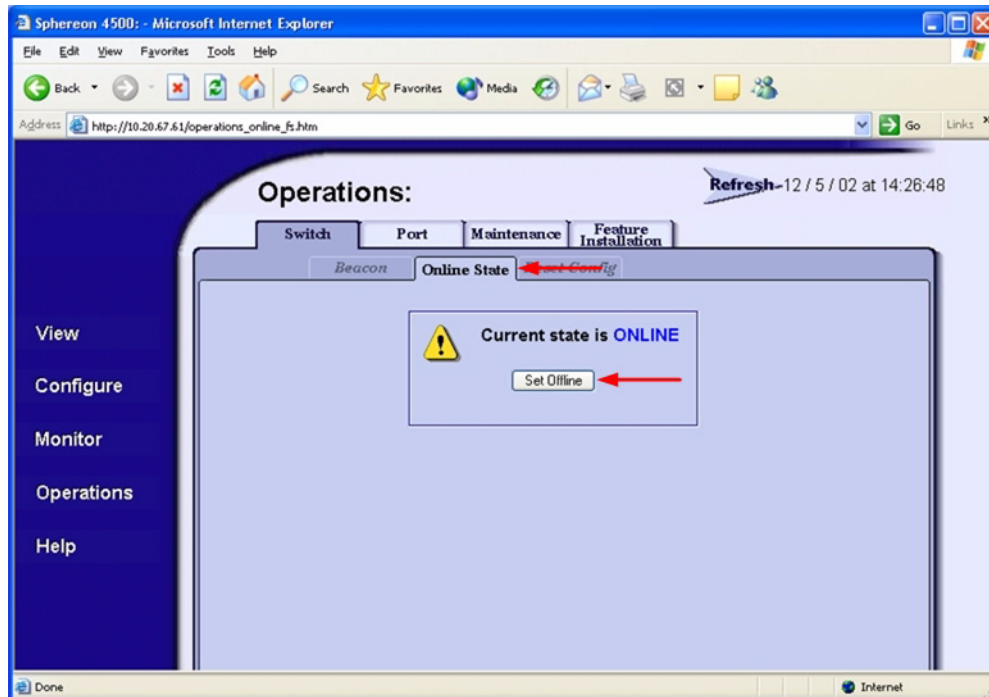 Sphereon 4500: - Microsoft Internet Explorer
File Edit View Favorites Tools Help
Back Search Favorites Media
Address http://10.20.67.61/operations_online_fs.htm Go Links »
Operations:
Refresh-12 / 5 / 02 at 14:26:48
Switch Port Maintenance Feature Installation
Beacon Online State Reset Config
Current state is ONLINE
Set Offline
View
Configure
Monitor
Operations
Help
Done Internet